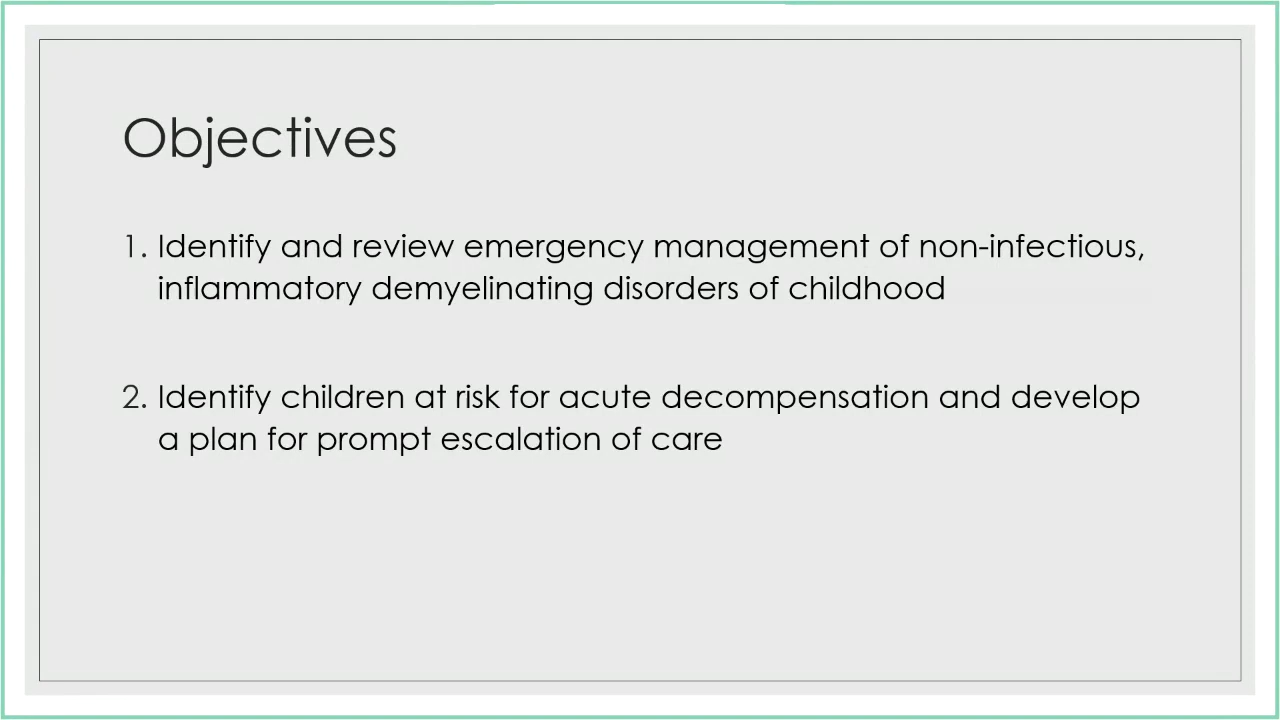 Objectives
1. Identify and review emergency management of non-infectious,
inflammatory demyelinating disorders of childhood
2. Identify children at risk for acute decompensation and develop
a plan for prompt escalation of care